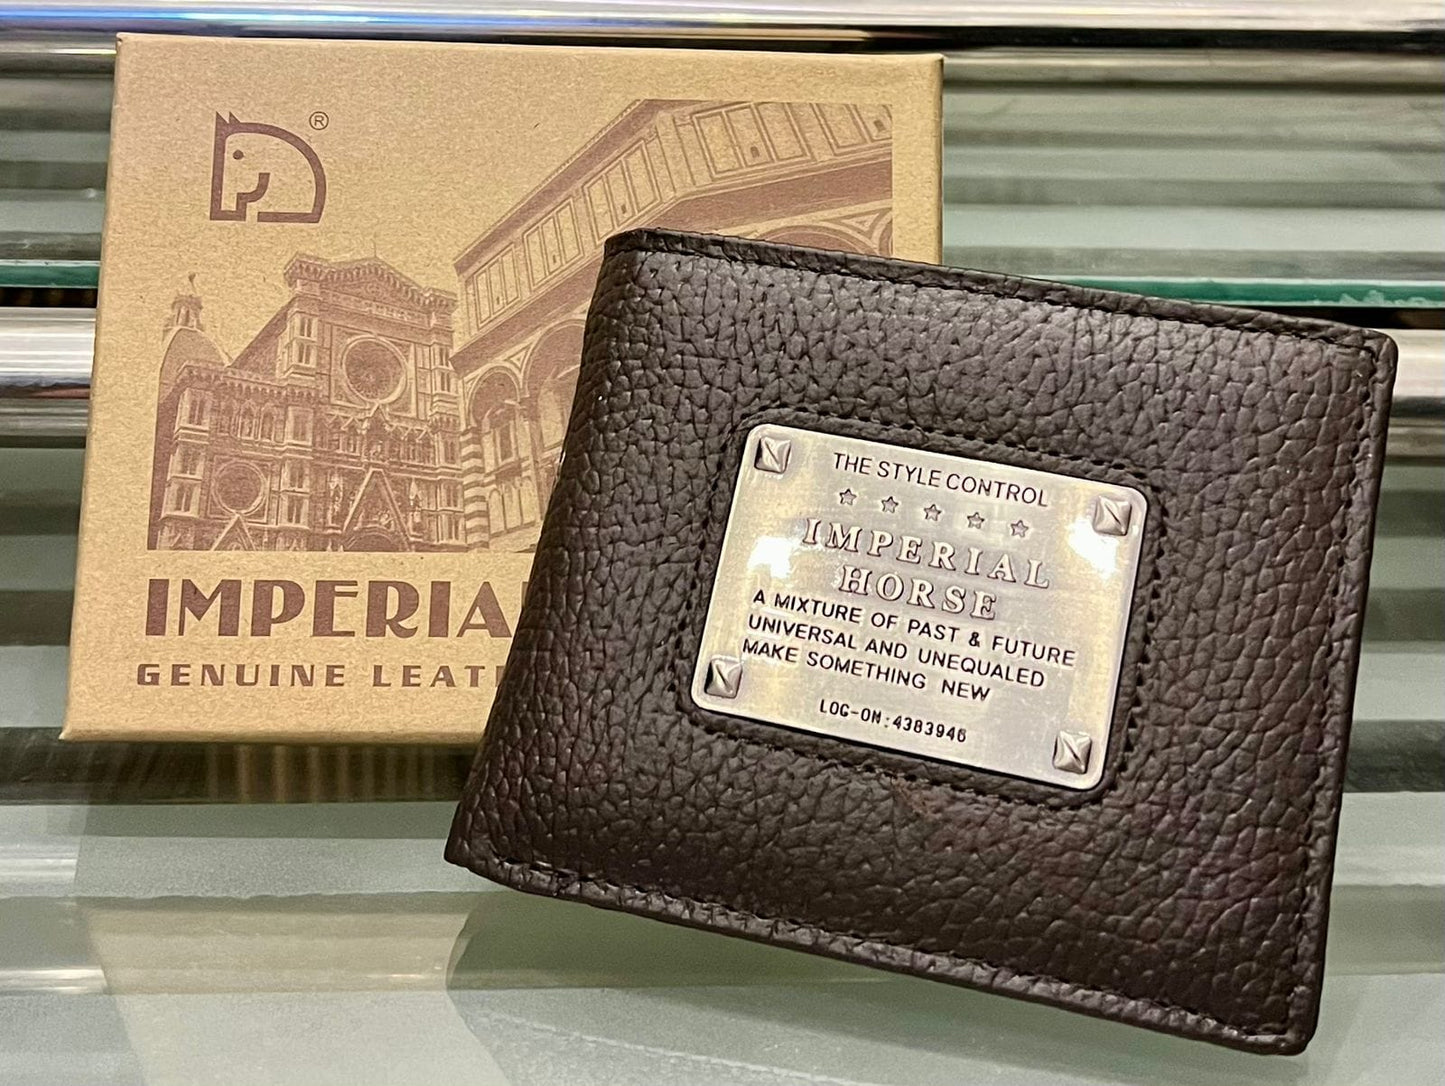 ®
IMPERIA
GENUINE LEAT
THE STYLE CONTROL
IMPERIAL
HORSE
A MIXTURE OF PAST & FUTURE
UNIVERSAL AND UNEQUALED
MAKE SOMETHING NEW
LOG-ON:4383946